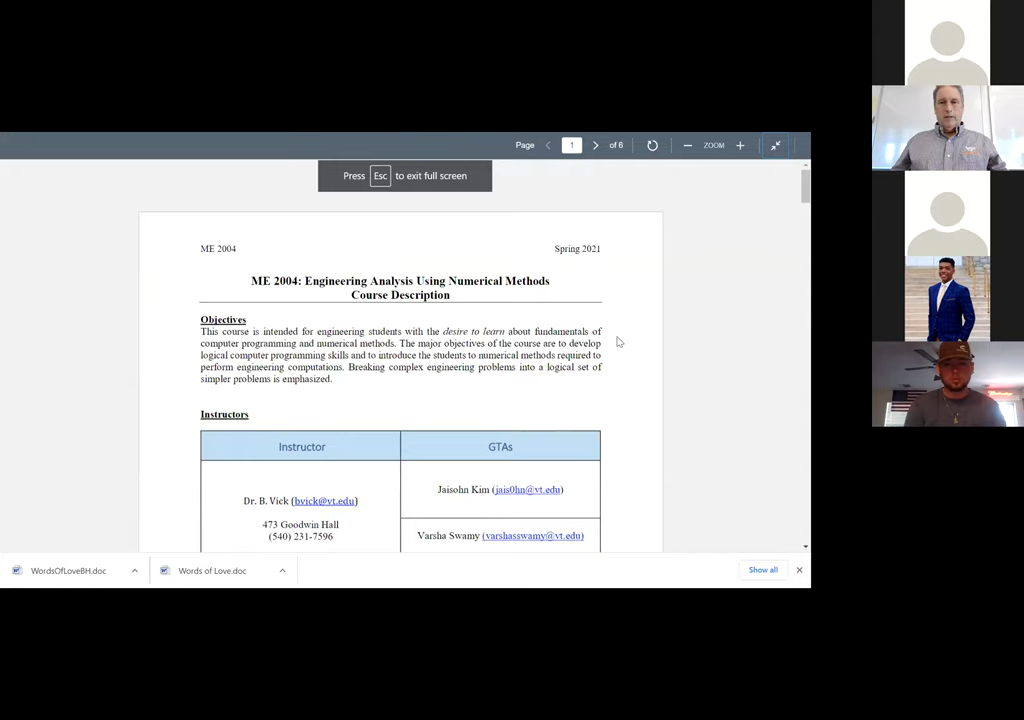 Page 1 of 6 ZOOM
Press Esc to exit full screen
ME 2004 Spring 2021
ME 2004: Engineering Analysis Using Numerical Methods
Course Description
Objectives
This course is intended for engineering students with the desire to learn about fundamentals of
computer programming and numerical methods. The major objectives of the course are to develop
logical computer programming skills and to introduce the students to numerical methods required to
perform engineering computations. Breaking complex engineering problems into a logical set of
simpler problems is emphasized.
Instructors
Instructor GTAs
Jaisohn Kim (jais0hn@vt.edu)
Dr. B. Vick (bvick@vt.edu)
473 Goodwin Hall
(540) 231-7596
Varsha Swamy (varshasswamy@vt.edu)
WordsOfLoveBH.doc Words of Love.doc Show all